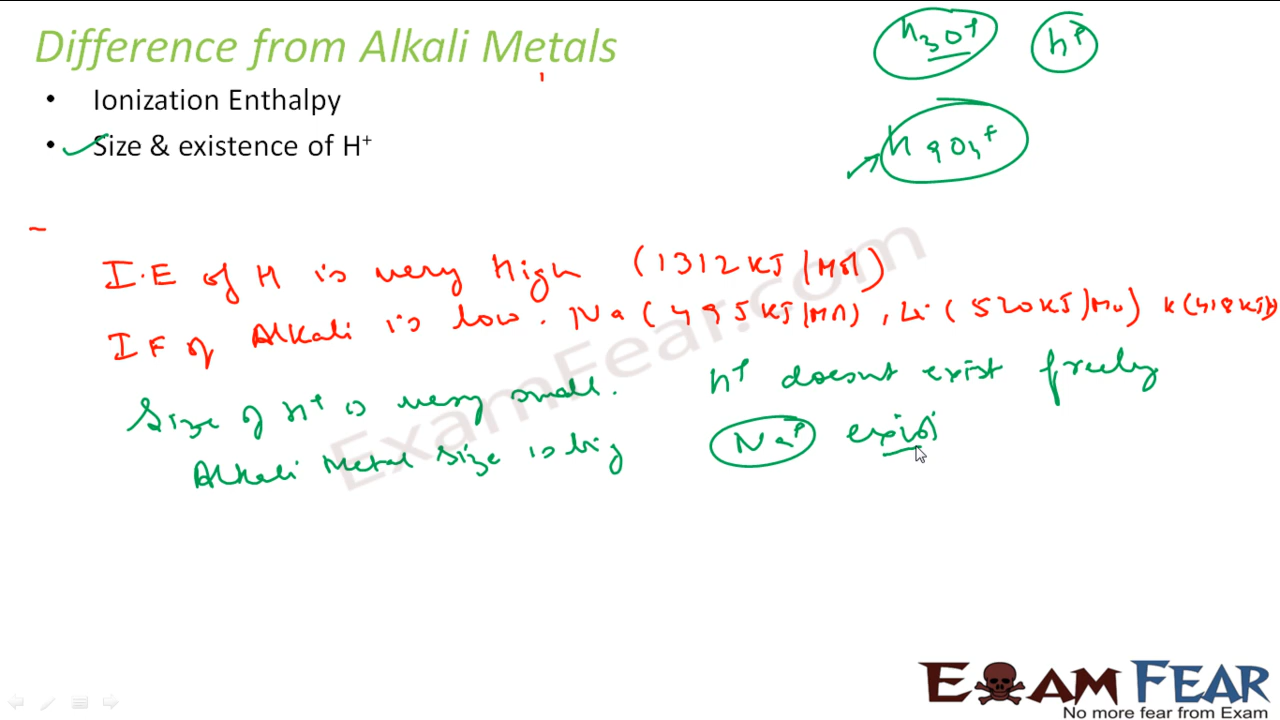 Difference from Alkali Metals
• Ionization Enthalpy
• Size & existence of H⁺
h₃O⁺ h⁺
h₉O₄⁺
I.E of H is very high (1312 KJ/Mol)
I E of Alkali is low. Na (495 KJ/Mol), Li (520 KJ/Mol) K (418 KJ)
Size of H⁺ is very small. h⁺ doesnt exist freely
Alkali Metal size is big Na⁺ exist
ExamFear.com
EXAM FEAR
No more fear from Exam